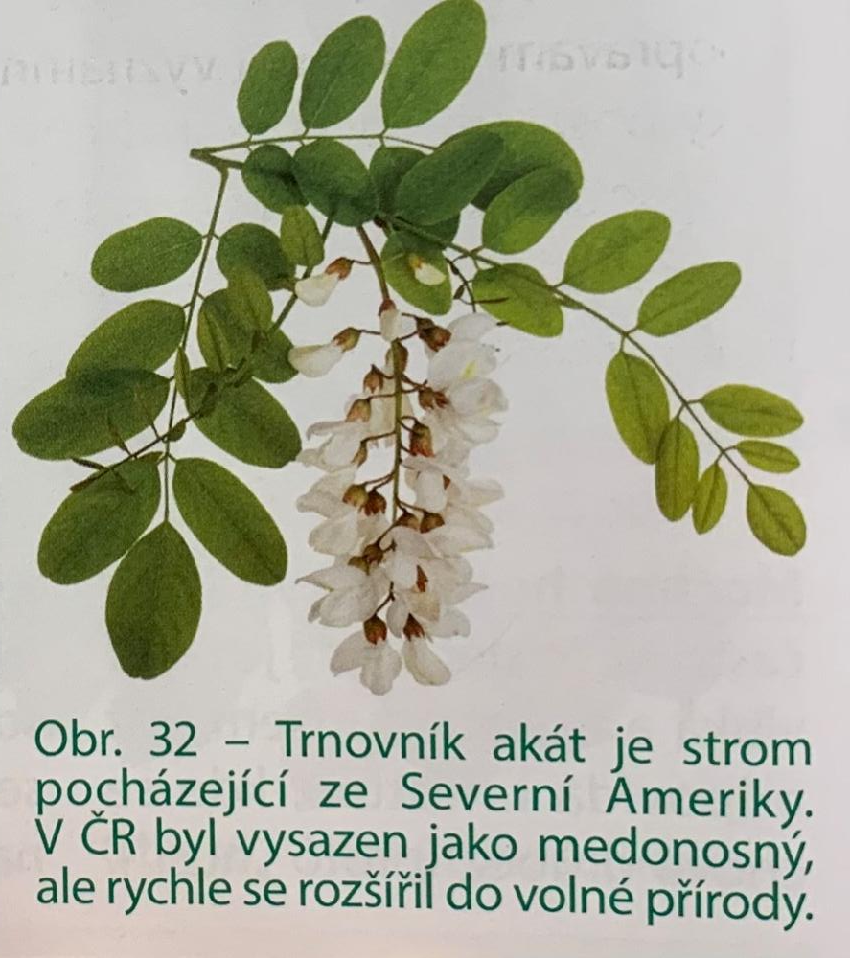 Obr. 32 – Trnovník akát je strom
pocházející ze Severní Ameriky.
V ČR byl vysazen jako medonosný,
ale rychle se rozšířil do volné přírody.